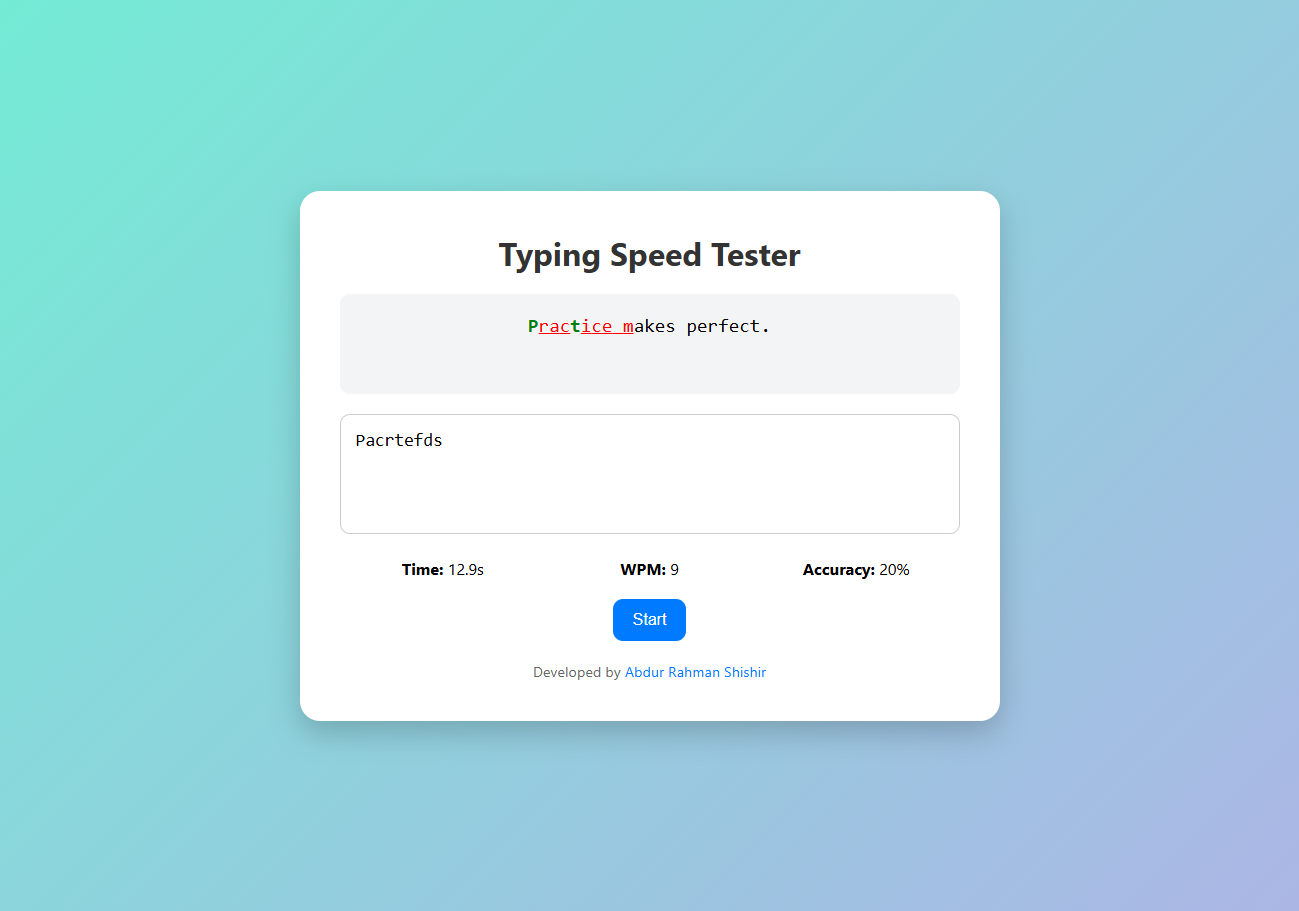 Typing Speed Tester
Practice makes perfect.
Pacrtefds
Time: 12.9s WPM: 9 Accuracy: 20%
Start
Developed by Abdur Rahman Shishir